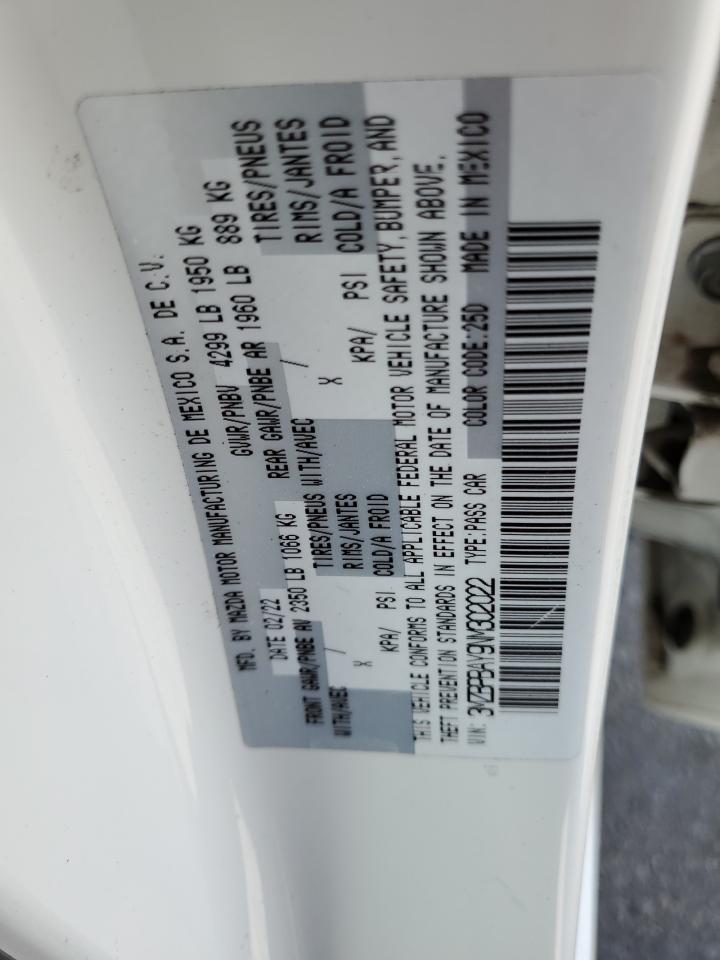 MFD. BY MAZDA MOTOR MANUFACTURING DE MEXICO S.A. DE C.V.
DATE 02/22 GVWR/PNBV 4299 LB 1950 KG
FRONT GAWR/PNBE AV 2350 LB 1066 KG REAR GAWR/PNBE AR 1960 LB 889 KG
WITH/AVEC / TIRES/PNEUS WITH/AVEC / TIRES/PNEUS
X RIMS/JANTES X RIMS/JANTES
KPA/ PSI COLD/A FROID KPA/ PSI COLD/A FROID
THIS VEHICLE CONFORMS TO ALL APPLICABLE FEDERAL MOTOR VEHICLE SAFETY, BUMPER, AND
THEFT PREVENTION STANDARDS IN EFFECT ON THE DATE OF MANUFACTURE SHOWN ABOVE.
VIN: 3MZBPBAY9NM302022 TYPE:PASS CAR COLOR CODE:25D MADE IN MEXICO